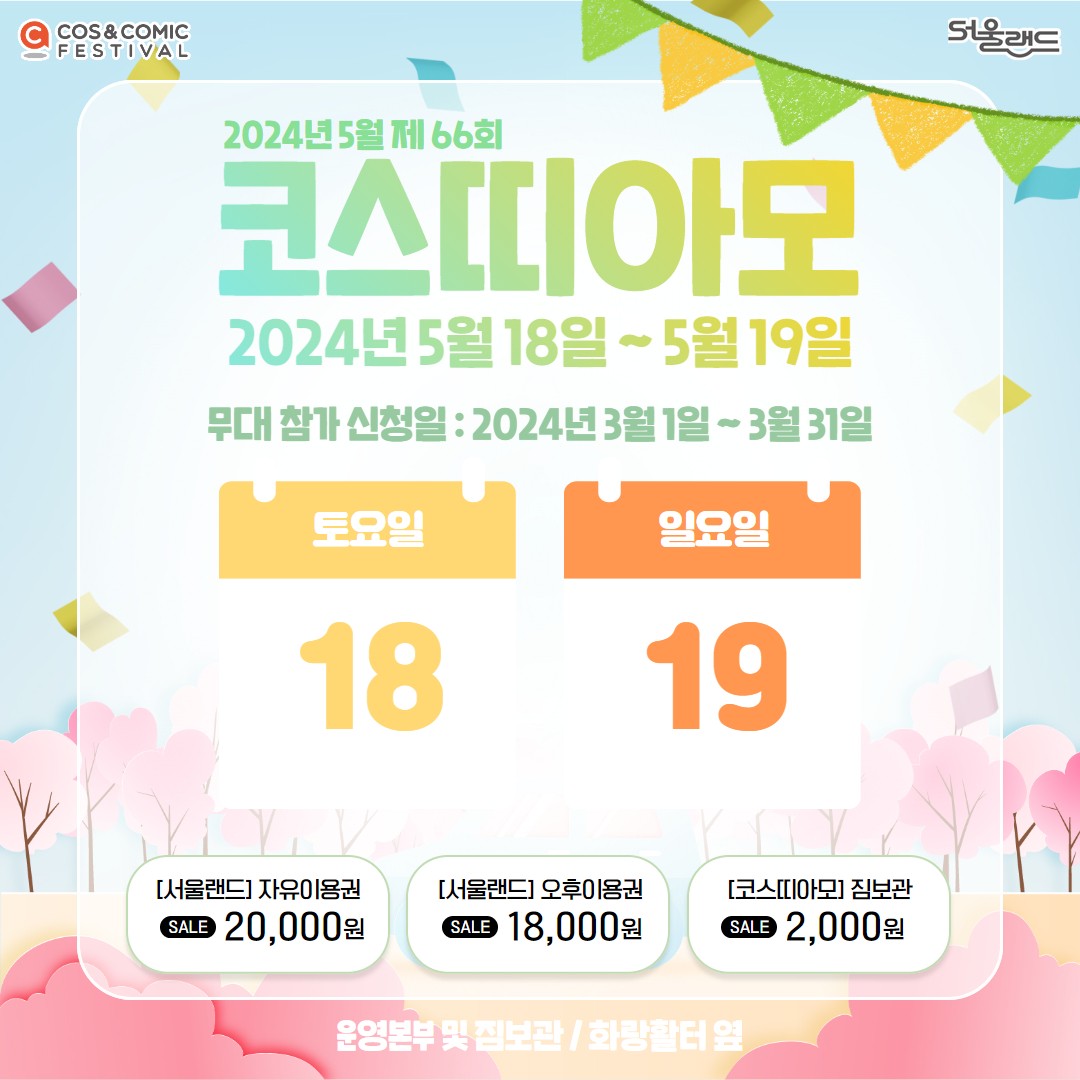 COS&COMIC
FESTIVAL
서울랜드
2024년 5월 제 66회
코스띠아모
2024년 5월 18일 ~ 5월 19일
무대 참가 신청일 : 2024년 3월 1일 ~ 3월 31일
토요일
18
일요일
19
[서울랜드] 자유이용권
SALE 20,000원
[서울랜드] 오후이용권
SALE 18,000원
[코스띠아모] 짐보관
SALE 2,000원
운영본부 및 짐보관 / 화랑활터 옆